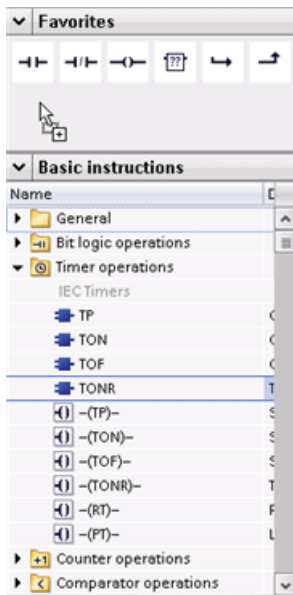 Favorites
??
Basic instructions
Name
General
Bit logic operations
Timer operations
IEC Timers
TP
TON
TOF
TONR
–(TP)–
–(TON)–
–(TOF)–
–(TONR)–
–(RT)–
–(PT)–
+1 Counter operations
Comparator operations